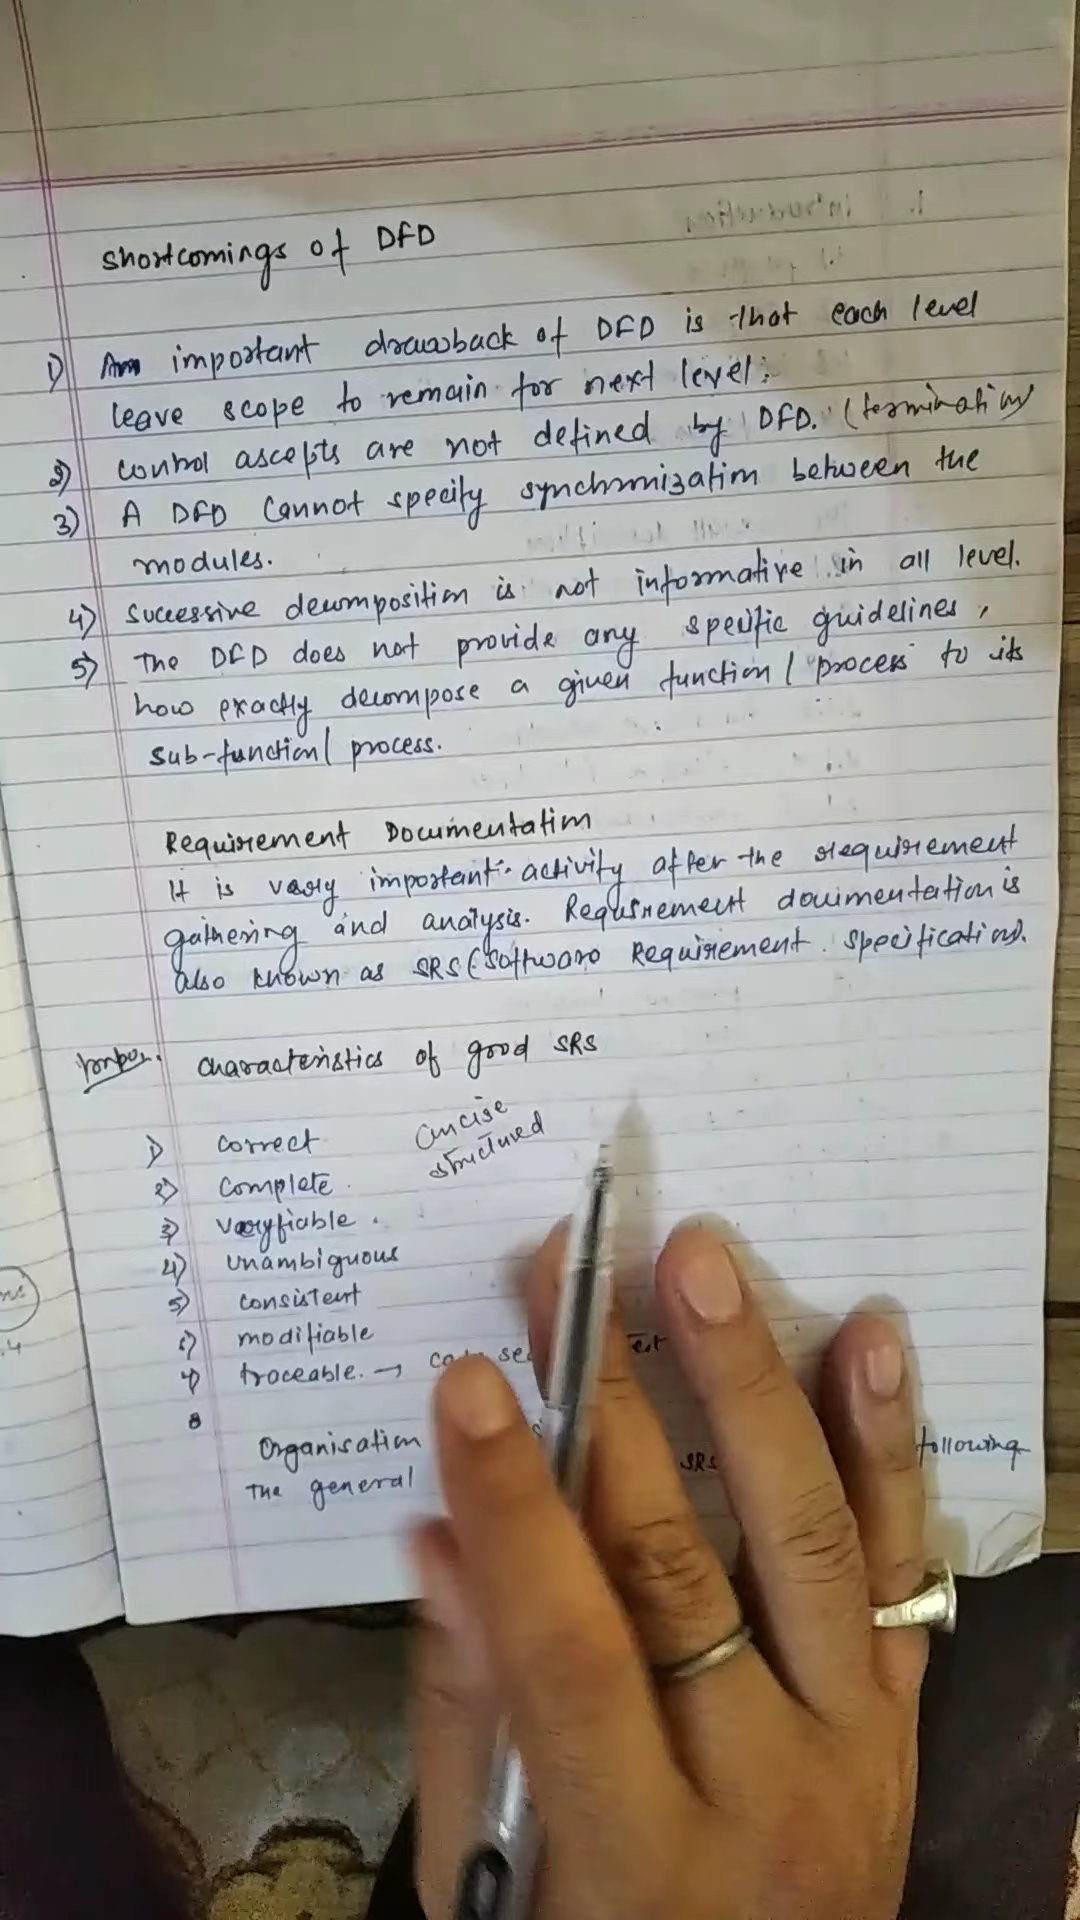 shortcomings of DFD
1) An important drawback of DFD is that each level
leave scope to remain for next level.
2) control ascepts are not defined by DFD. (termination)
3) A DFD cannot specify synchronization between the
modules.
4) successive decomposition is not informative in all level.
5) The DFD does not provide any specific guidelines,
how exactly decompose a given function / process to its
sub-function / process.
Requirement Documentation
It is very important activity after the requirement
gathering and analysis. Requirement documentation is
also known as SRS (Software Requirement specification).
characteristics of good SRS
concise
structured
1) correct
2) complete
3) veryfiable.
4) unambiguous
5) consistent
6) modifiable
7) traceable. →
8
Organisation
The general SRS following